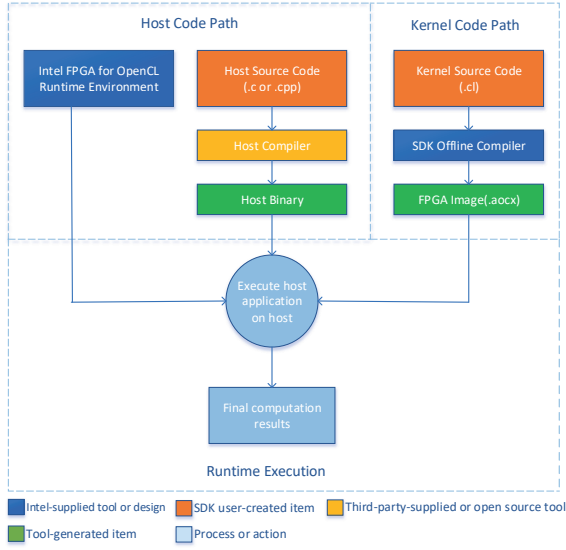 Host Code Path
Kernel Code Path
Intel FPGA for OpenCL
Runtime Environment
Host Source Code
(.c or .cpp)
Kernel Source Code
(.cl)
Host Compiler
SDK Offline Compiler
Host Binary
FPGA Image(.aocx)
Execute host
application
on host
Final computation
results
Runtime Execution
Intel-supplied tool or design
SDK user-created item
Third-party-supplied or open source tool
Tool-generated item
Process or action